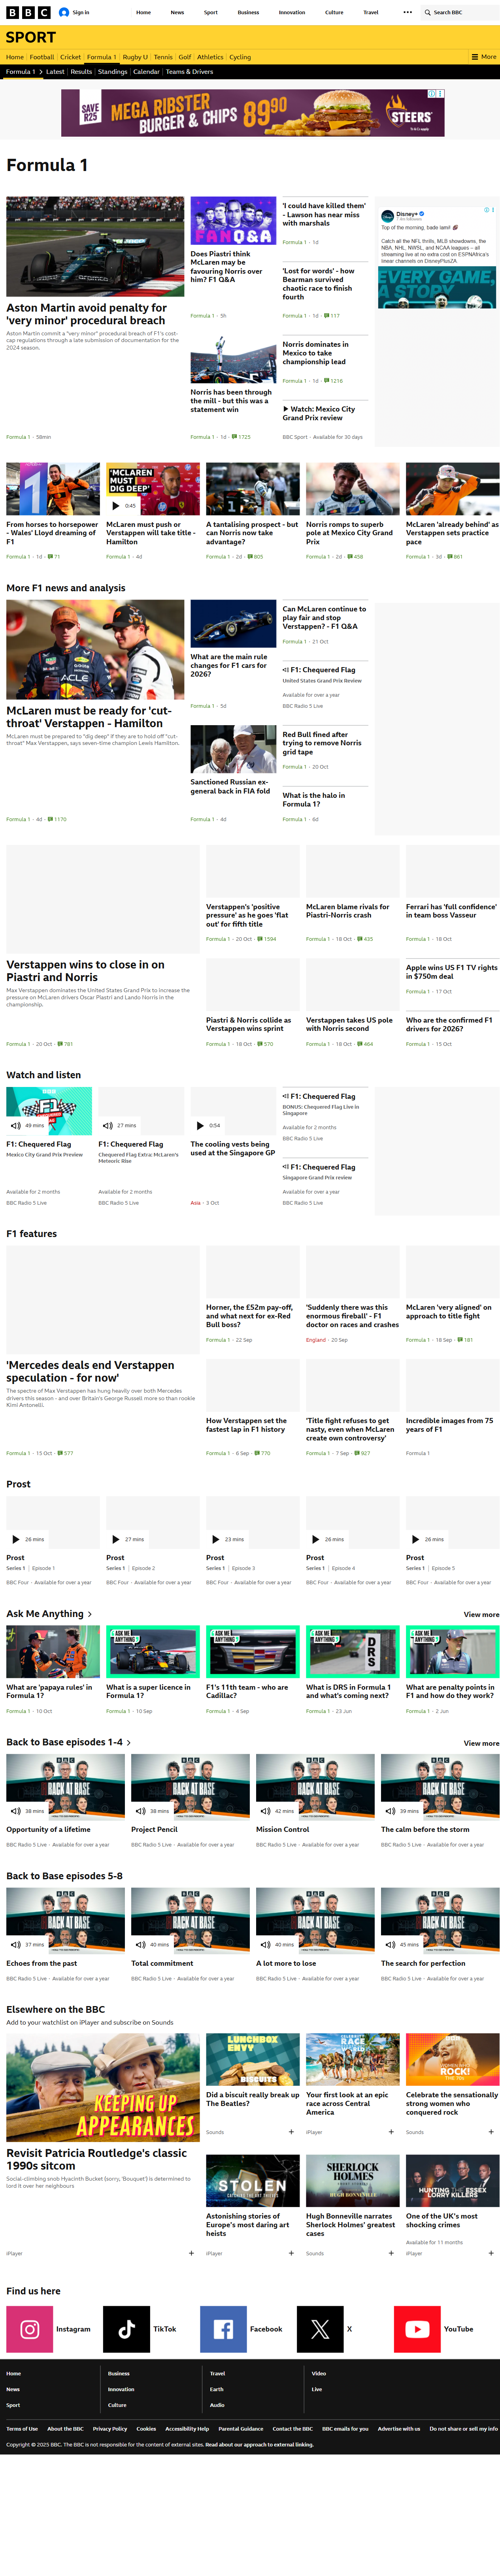 BBC
Sign in
Home
News
Sport
Business
Innovation
Culture
Travel
Search BBC
SPORT
Home
Football
Cricket
Formula 1
Rugby U
Tennis
Golf
Athletics
Cycling
More
Formula 1
Latest
Results
Standings
Calendar
Teams & Drivers
SAVE
R25
MEGA RIBSTER
BURGER & CHIPS
8990
STEERS
Formula 1
Aston Martin avoid penalty for
'very minor' procedural breach
Aston Martin commit a "very minor" procedural breach of F1's cost-
cap regulations through a late submission of documentation for the
2024 season.
Formula 1 - 58min
FAN Q&A
Does Piastri think
McLaren may be
favouring Norris over
him? F1 Q&A
Formula 1 - 5h
Norris has been through
the mill - but this was a
statement win
Formula 1 - 1d - 1725
'I could have killed them'
- Lawson has near miss
with marshals
Formula 1 - 1d
'Lost for words' - how
Bearman survived
chaotic race to finish
fourth
Formula 1 - 1d - 117
Norris dominates in
Mexico to take
championship lead
Formula 1 - 1d - 1216
Watch: Mexico City
Grand Prix review
BBC Sport - Available for 30 days
Disney+
Top of the morning, bade lami!
Catch all the NFL thrills, MLB showdowns, the
NBA, NHL, NWSL, and NCAA leagues – all
streaming live at no extra cost on ESPNAfrica's
linear channels on DisneyPlusZA.
EVERY GAME,
A STORY
From horses to horsepower
- Wales' Lloyd dreaming of
F1
Formula 1 - 1d - 71
'MCLAREN
MUST
DIG DEEP'
0:45
McLaren must push or
Verstappen will take title -
Hamilton
Formula 1 - 4d
A tantalising prospect - but
can Norris now take
advantage?
Formula 1 - 2d - 805
Norris romps to superb
pole at Mexico City Grand
Prix
Formula 1 - 2d - 458
McLaren 'already behind' as
Verstappen sets practice
pace
Formula 1 - 3d - 861
More F1 news and analysis
McLaren must be ready for 'cut-
throat' Verstappen - Hamilton
McLaren must be prepared to "dig deep" if they are to hold off "cut-
throat" Max Verstappen, says seven-time champion Lewis Hamilton.
Formula 1 - 4d - 1170
What are the main rule
changes for F1 cars for
2026?
Formula 1 - 5d
Sanctioned Russian ex-
general back in FIA fold
Formula 1 - 4d
Can McLaren continue to
play fair and stop
Verstappen? - F1 Q&A
Formula 1 - 21 Oct
F1: Chequered Flag
United States Grand Prix Review
Available for over a year
BBC Radio 5 Live
Red Bull fined after
trying to remove Norris
grid tape
Formula 1 - 20 Oct
What is the halo in
Formula 1?
Formula 1 - 6d
Verstappen wins to close in on
Piastri and Norris
Max Verstappen dominates the United States Grand Prix to increase the
pressure on McLaren drivers Oscar Piastri and Lando Norris in the
championship.
Formula 1 - 20 Oct - 781
Verstappen's 'positive
pressure' as he goes 'flat
out' for fifth title
Formula 1 - 20 Oct - 1594
McLaren blame rivals for
Piastri-Norris crash
Formula 1 - 18 Oct - 435
Ferrari has 'full confidence'
in team boss Vasseur
Formula 1 - 18 Oct
Piastri & Norris collide as
Verstappen wins sprint
Formula 1 - 18 Oct - 570
Verstappen takes US pole
with Norris second
Formula 1 - 18 Oct - 464
Apple wins US F1 TV rights
in $750m deal
Formula 1 - 17 Oct
Who are the confirmed F1
drivers for 2026?
Formula 1 - 15 Oct
Watch and listen
49 mins
F1: Chequered Flag
Mexico City Grand Prix Preview
Available for 2 months
BBC Radio 5 Live
27 mins
F1: Chequered Flag
Chequered Flag Extra: McLaren's
Meteoric Rise
Available for 2 months
BBC Radio 5 Live
0:54
The cooling vests being
used at the Singapore GP
Asia - 3 Oct
F1: Chequered Flag
BONUS: Chequered Flag Live in
Singapore
Available for 2 months
BBC Radio 5 Live
F1: Chequered Flag
Singapore Grand Prix review
Available for over a year
BBC Radio 5 Live
F1 features
'Mercedes deals end Verstappen
speculation - for now'
The spectre of Max Verstappen has hung heavily over both Mercedes
drivers this season - and over Britain's George Russell more so than rookie
Kimi Antonelli.
Formula 1 - 15 Oct - 577
Horner, the £52m pay-off,
and what next for ex-Red
Bull boss?
Formula 1 - 22 Sep
'Suddenly there was this
enormous fireball' - F1
doctor on races and crashes
England - 20 Sep
McLaren 'very aligned' on
approach to title fight
Formula 1 - 18 Sep - 181
How Verstappen set the
fastest lap in F1 history
Formula 1 - 6 Sep - 770
'Title fight refuses to get
nasty, even when McLaren
create own controversy'
Formula 1 - 7 Sep - 927
Incredible images from 75
years of F1
Formula 1
Prost
26 mins
Prost
Series 1 | Episode 1
BBC Four - Available for over a year
27 mins
Prost
Series 1 | Episode 2
BBC Four - Available for over a year
23 mins
Prost
Series 1 | Episode 3
BBC Four - Available for over a year
26 mins
Prost
Series 1 | Episode 4
BBC Four - Available for over a year
26 mins
Prost
Series 1 | Episode 5
BBC Four - Available for over a year
Ask Me Anything
View more
What are 'papaya rules' in
Formula 1?
Formula 1 - 10 Oct
ASK ME
ANYTHING
What is a super licence in
Formula 1?
Formula 1 - 10 Sep
ASK ME
ANYTHING
F1's 11th team - who are
Cadillac?
Formula 1 - 4 Sep
ASK ME
ANYTHING
DRS
What is DRS in Formula 1
and what's coming next?
Formula 1 - 23 Jun
ASK ME
ANYTHING
What are penalty points in
F1 and how do they work?
Formula 1 - 2 Jun
Back to Base episodes 1-4
View more
BACK AT BASE
38 mins
Opportunity of a lifetime
BBC Radio 5 Live - Available for over a year
BACK AT BASE
38 mins
Project Pencil
BBC Radio 5 Live - Available for over a year
BACK AT BASE
42 mins
Mission Control
BBC Radio 5 Live - Available for over a year
BACK AT BASE
39 mins
The calm before the storm
BBC Radio 5 Live - Available for over a year
Back to Base episodes 5-8
BACK AT BASE
37 mins
Echoes from the past
BBC Radio 5 Live - Available for over a year
BACK AT BASE
40 mins
Total commitment
BBC Radio 5 Live - Available for over a year
BACK AT BASE
40 mins
A lot more to lose
BBC Radio 5 Live - Available for over a year
BACK AT BASE
45 mins
The search for perfection
BBC Radio 5 Live - Available for over a year
Elsewhere on the BBC
Add to your watchlist on iPlayer and subscribe on Sounds
KEEPING UP
APPEARANCES
Revisit Patricia Routledge's classic
1990s sitcom
Social-climbing snob Hyacinth Bucket (sorry, 'Bouquet') is determined to
lord it over her neighbours
iPlayer
LUNCHBOX
ENVY
BISCUITS
Did a biscuit really break up
The Beatles?
Sounds
RACE
Your first look at an epic
race across Central
America
iPlayer
ROCK!
Celebrate the sensationally
strong women who
conquered rock
Sounds
STOLEN
Astonishing stories of
Europe's most daring art
heists
iPlayer
SHERLOCK
HOLMES
HUGH BONNEVILLE
Hugh Bonneville narrates
Sherlock Holmes' greatest
cases
Sounds
HUNTING THE ESSEX
LORRY KILLERS
One of the UK's most
shocking crimes
Available for 11 months
iPlayer
Find us here
Instagram
TikTok
Facebook
X
YouTube
Home
News
Sport
Business
Innovation
Culture
Travel
Earth
Audio
Video
Live
Terms of Use
About the BBC
Privacy Policy
Cookies
Accessibility Help
Parental Guidance
Contact the BBC
BBC emails for you
Advertise with us
Do not share or sell my info
Copyright © 2025 BBC. The BBC is not responsible for the content of external sites. Read about our approach to external linking.